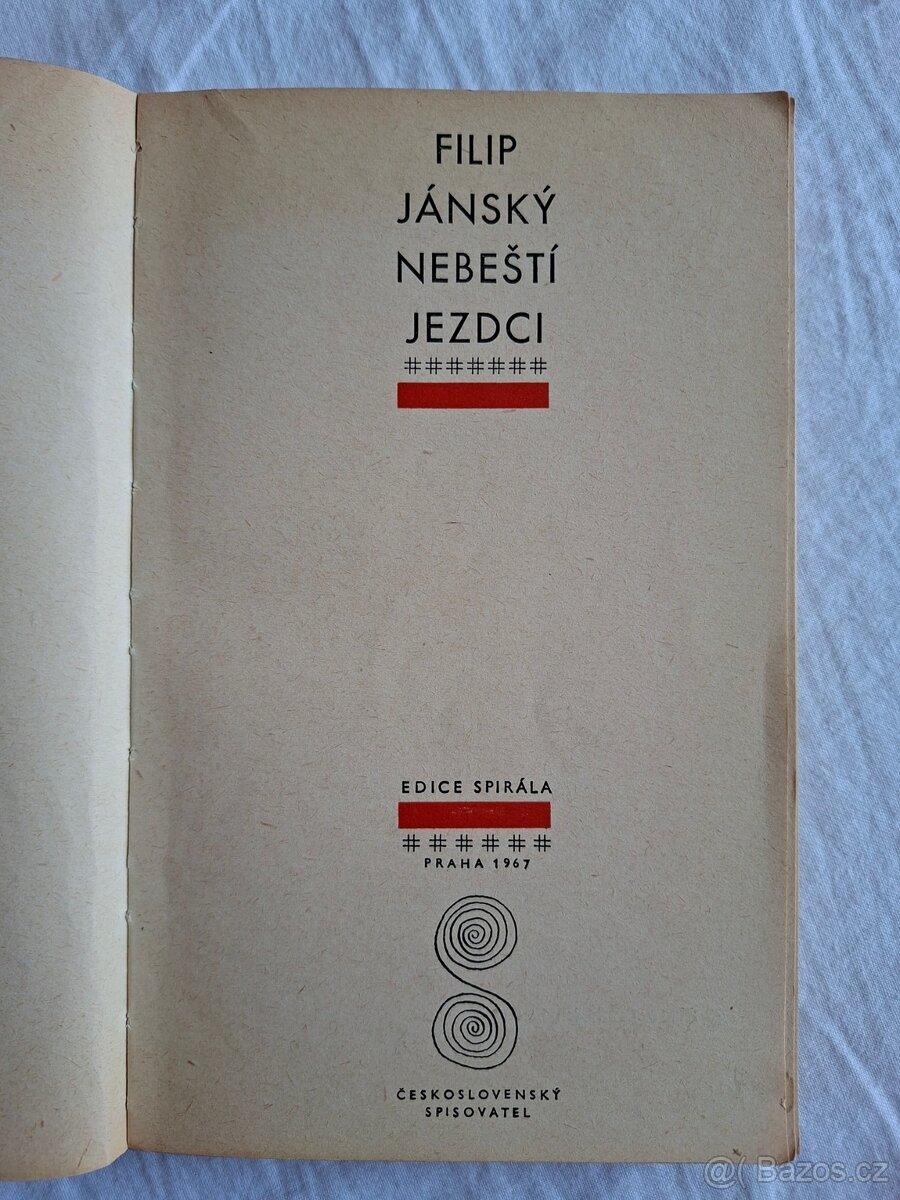 FILIP
JÁNSKÝ
NEBEŠTÍ
JEZDCI
#######
EDICE SPIRÁLA
######
PRAHA 1967
ČESKOSLOVENSKÝ
SPISOVATEL
@( Bazos.cz